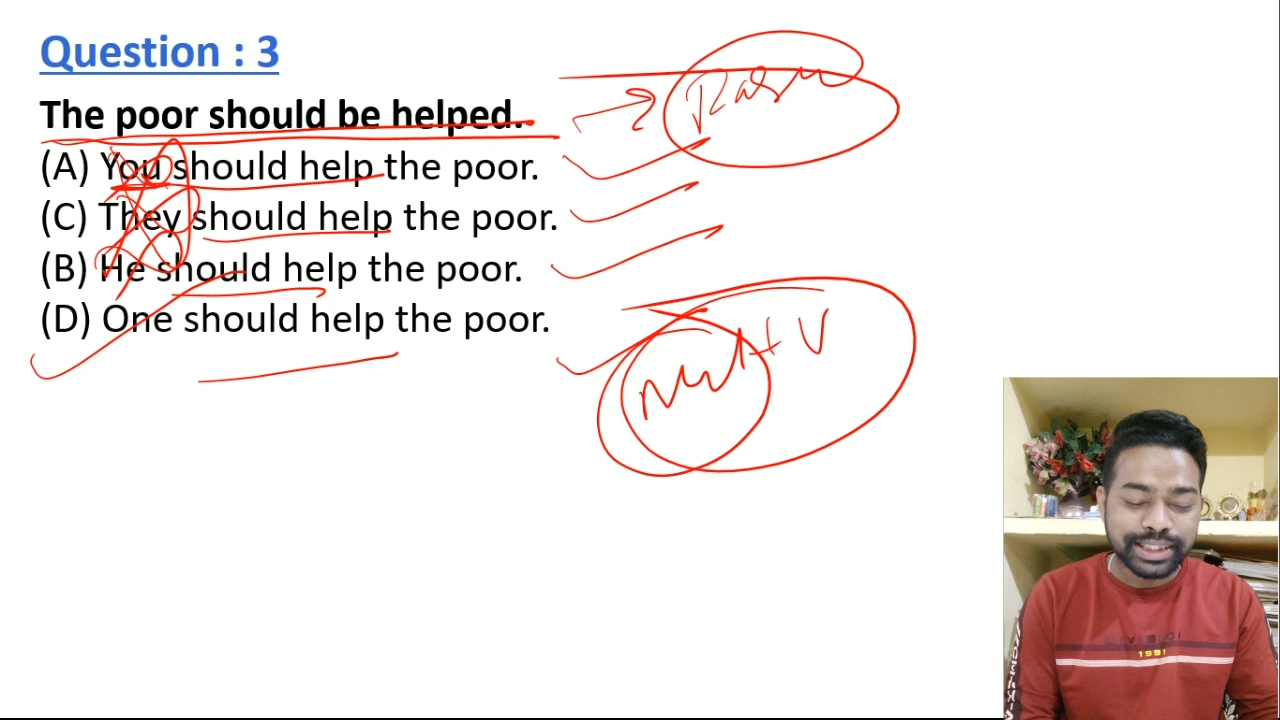 Question : 3
The poor should be helped.
(A) You should help the poor.
(C) They should help the poor.
(B) He should help the poor.
(D) One should help the poor.
+ V
1991